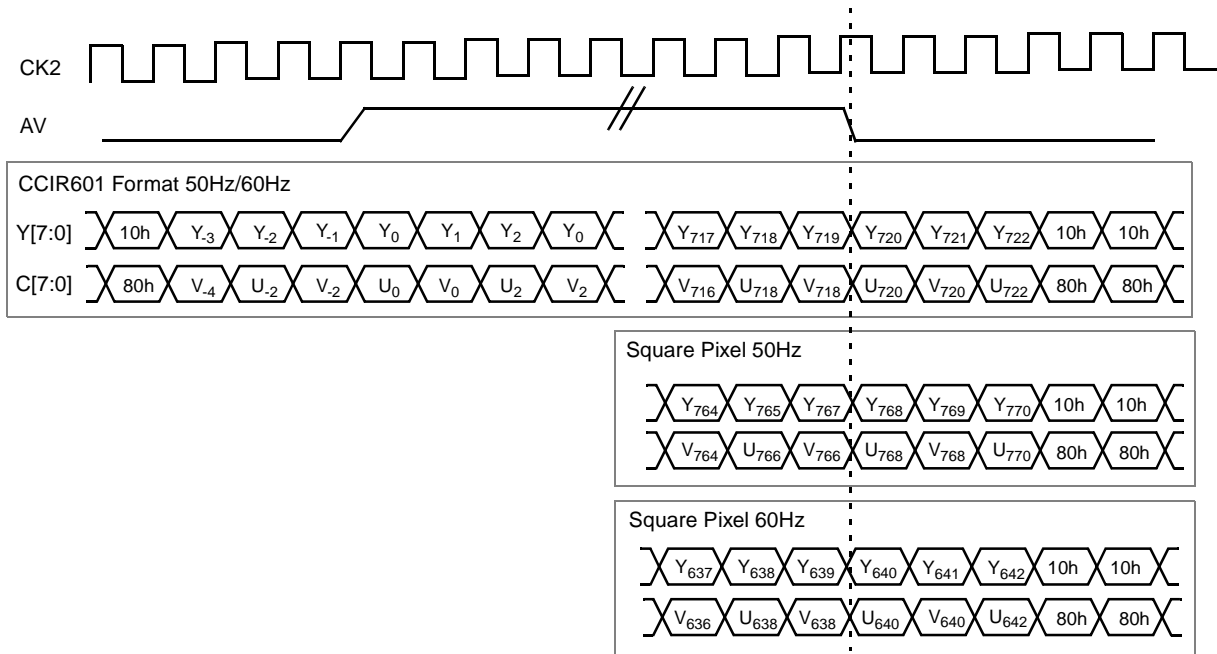 CK2
AV
CCIR601 Format 50Hz/60Hz
Y[7:0] 10h Y-3 Y-2 Y-1 Y0 Y1 Y2 Y0 Y717 Y718 Y719 Y720 Y721 Y722 10h 10h
C[7:0] 80h V-4 U-2 V-2 U0 V0 U2 V2 V716 U718 V718 U720 V720 U722 80h 80h
Square Pixel 50Hz
Y764 Y765 Y767 Y768 Y769 Y770 10h 10h
V764 U766 V766 U768 V768 U770 80h 80h
Square Pixel 60Hz
Y637 Y638 Y639 Y640 Y641 Y642 10h 10h
V636 U638 V638 U640 V640 U642 80h 80h